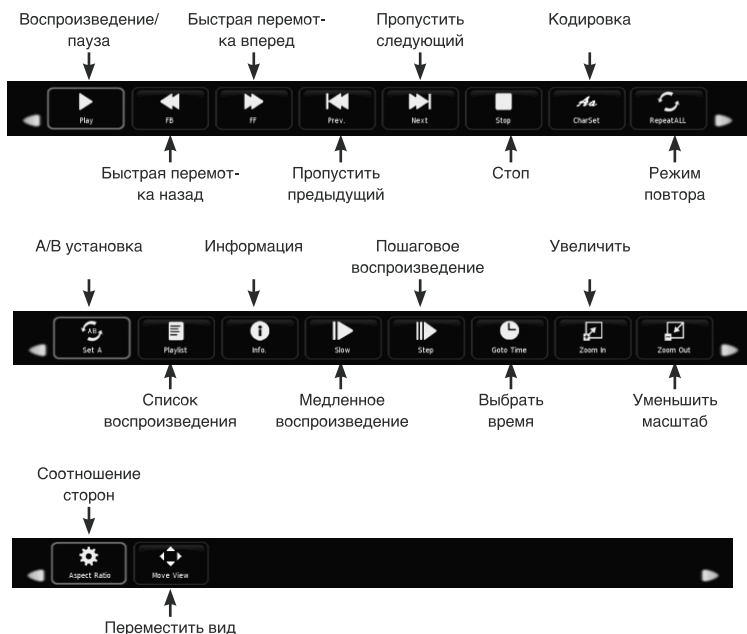 Воспроизведение/
пауза
Быстрая перемот-
ка вперед
Пропустить
следующий
Кодировка
Play
FB
FF
Prev.
Next
Stop
Aa
CharSet
RepeatALL
Быстрая перемот-
ка назад
Пропустить
предыдущий
Стоп
Режим
повтора
А/В установка
Информация
Пошаговое
воспроизведение
Увеличить
AB
Set A
Playlist
Info.
Slow
Step
Goto Time
Zoom In
Zoom Out
Список
воспроизведения
Медленное
воспроизведение
Выбрать
время
Уменьшить
масштаб
Соотношение
сторон
Aspect Ratio
Move View
Переместить вид